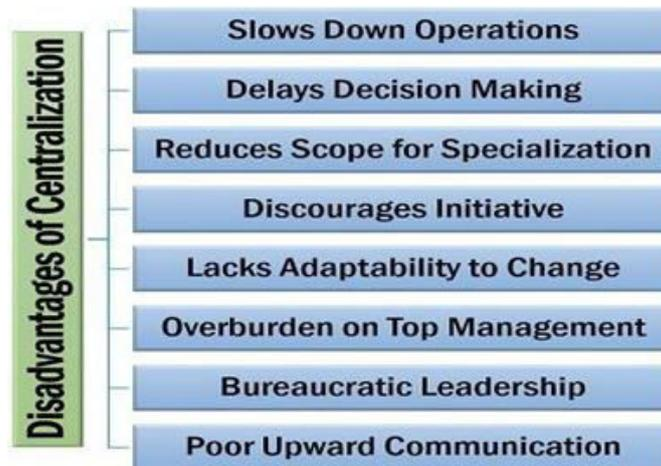 Disadvantages of Centralization
Slows Down Operations
Delays Decision Making
Reduces Scope for Specialization
Discourages Initiative
Lacks Adaptability to Change
Overburden on Top Management
Bureaucratic Leadership
Poor Upward Communication